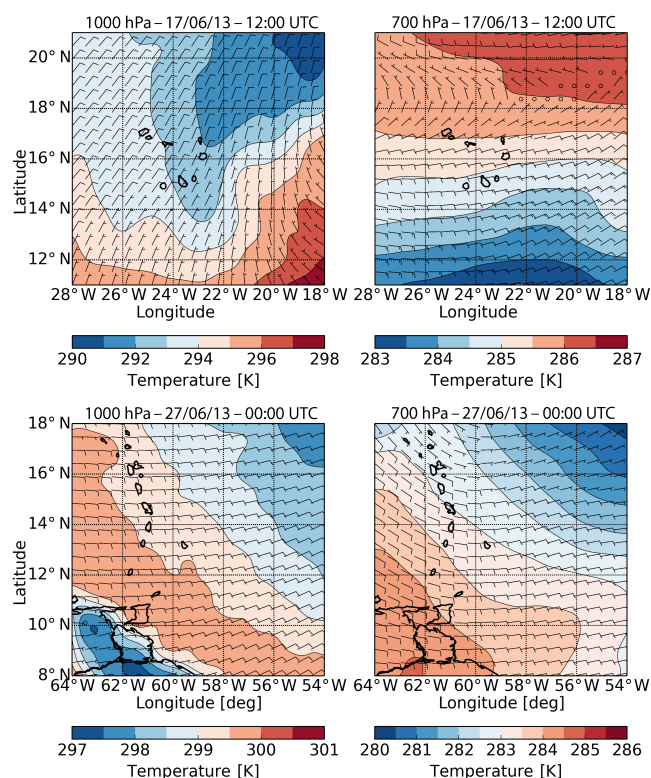 1000 hPa – 17/06/13 – 12:00 UTC
700 hPa – 17/06/13 – 12:00 UTC
20° N
18° N
16° N
14° N
12° N
Latitude
28° W 26° W 24° W 22° W 20° W 18° W
28° W 26° W 24° W 22° W 20° W 18° W
Longitude
Longitude
290 292 294 296 298
283 284 285 286 287
Temperature [K]
Temperature [K]
1000 hPa – 27/06/13 – 00:00 UTC
700 hPa – 27/06/13 – 00:00 UTC
18° N
16° N
14° N
12° N
10° N
8° N
Latitude
64° W 62° W 60° W 58° W 56° W 54° W
64° W 62° W 60° W 58° W 56° W 54° W
Longitude [deg]
Longitude [deg]
297 298 299 300 301
280 281 282 283 284 285 286
Temperature [K]
Temperature [K]